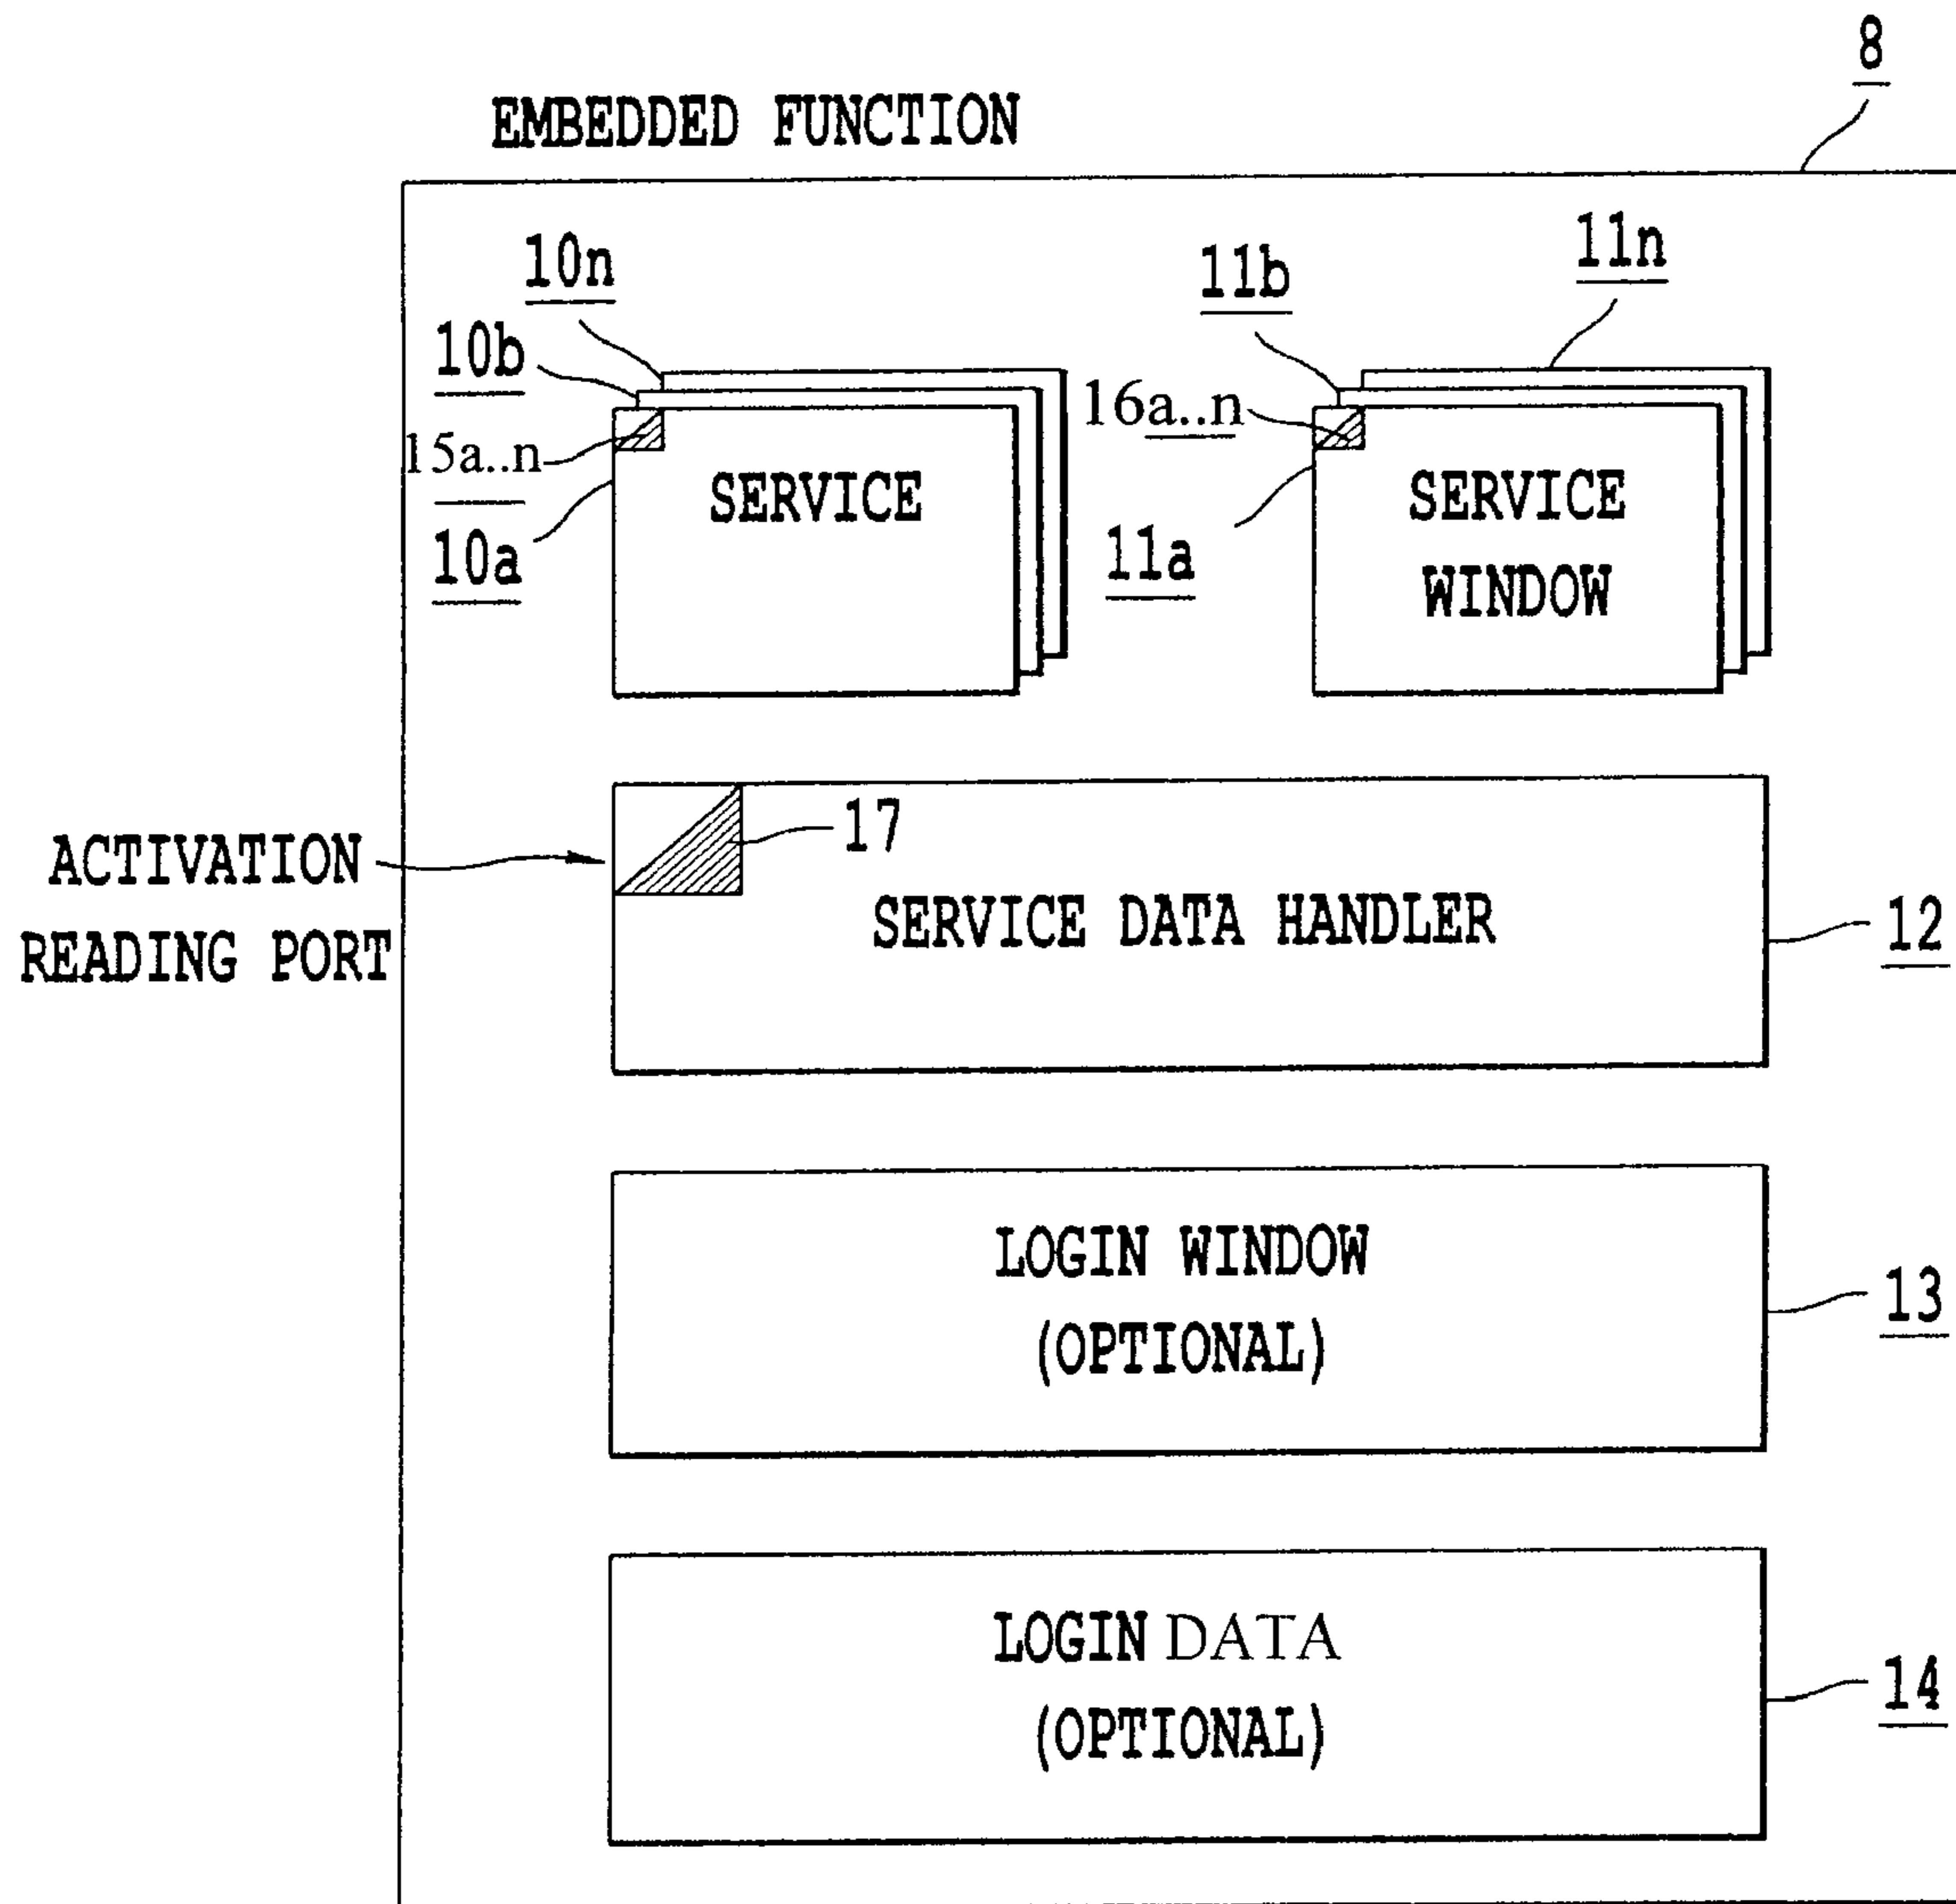 8
EMBEDDED FUNCTION
10n
11b
11n
10b
16a..n
15a..n
SERVICE
SERVICE
WINDOW
10a
11a
17
ACTIVATION
READING PORT
SERVICE DATA HANDLER
12
LOGIN WINDOW
(OPTIONAL)
13
LOGIN DATA
(OPTIONAL)
14